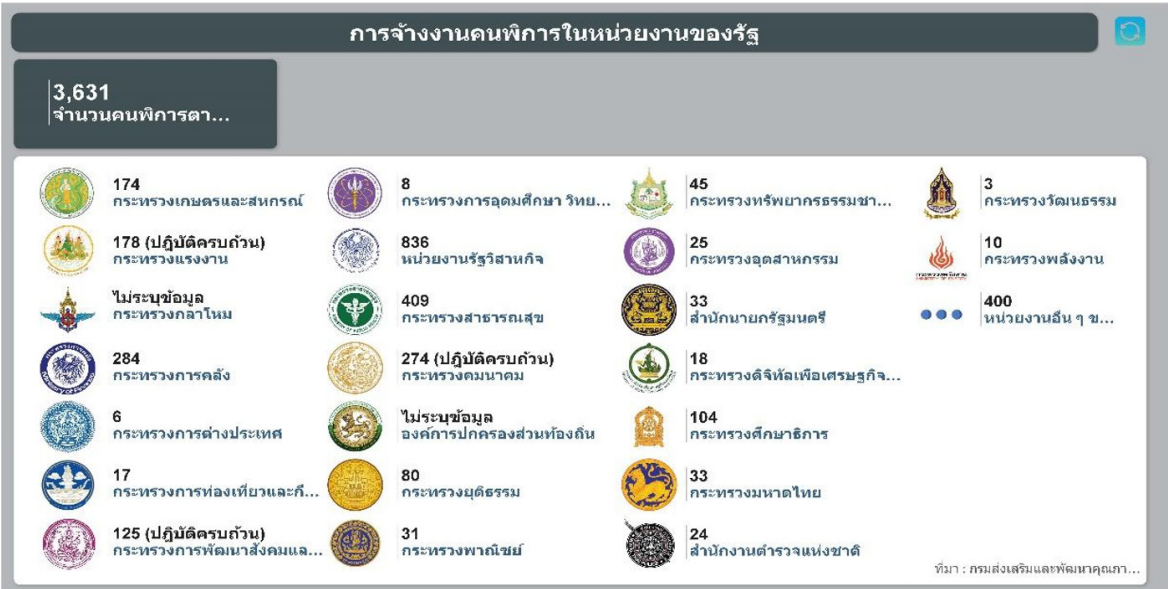 การจ้างงานคนพิการในหน่วยงานของรัฐ
3,631
จำนวนคนพิการตา...
174
กระทรวงเกษตรและสหกรณ์
178 (ปฏิบัติครบถ้วน)
กระทรวงแรงงาน
ไม่ระบุข้อมูล
กระทรวงกลาโหม
284
กระทรวงการคลัง
6
กระทรวงการต่างประเทศ
17
กระทรวงการท่องเที่ยวและกี...
125 (ปฏิบัติครบถ้วน)
กระทรวงการพัฒนาสังคมแล...
8
กระทรวงการอุดมศึกษา วิทย...
836
หน่วยงานรัฐวิสาหกิจ
409
กระทรวงสาธารณสุข
274 (ปฏิบัติครบถ้วน)
กระทรวงคมนาคม
ไม่ระบุข้อมูล
องค์การปกครองส่วนท้องถิ่น
80
กระทรวงยุติธรรม
31
กระทรวงพาณิชย์
45
กระทรวงทรัพยากรธรรมชา...
25
กระทรวงอุตสาหกรรม
33
สำนักนายกรัฐมนตรี
18
กระทรวงดิจิทัลเพื่อเศรษฐกิจ...
104
กระทรวงศึกษาธิการ
33
กระทรวงมหาดไทย
24
สำนักงานตำรวจแห่งชาติ
3
กระทรวงวัฒนธรรม
10
กระทรวงพลังงาน
400
หน่วยงานอื่น ๆ ข...
ที่มา : กรมส่งเสริมและพัฒนาคุณภา...